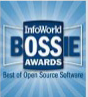 InfoWorld
BOSSIE
AWARDS
Best of Open Source Software